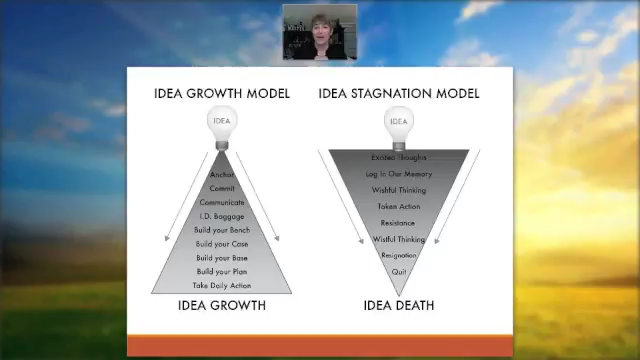 IDEA GROWTH MODEL
IDEA
Anchor
Commit
Communicate
I.D. Baggage
Build your Bench
Build your Case
Build your Base
Build your Plan
Take Daily Action
IDEA GROWTH
IDEA STAGNATION MODEL
IDEA
Excited Thoughts
Log In Our Memory
Wishful Thinking
Token Action
Resistance
Wistful Thinking
Resignation
Quit
IDEA DEATH